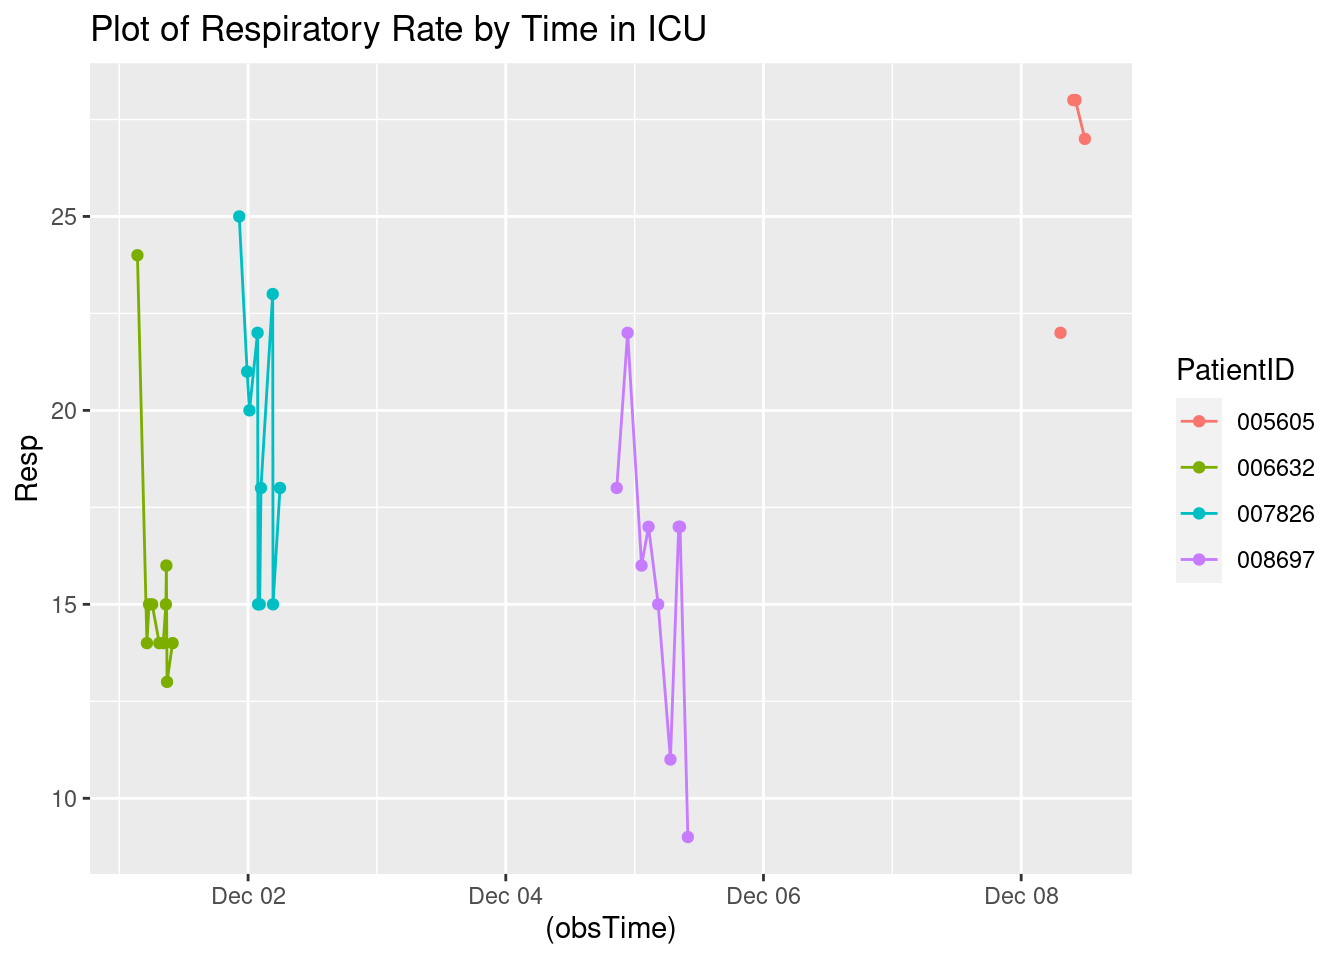 Plot of Respiratory Rate by Time in ICU
25
20
15
10
Resp
Dec 02
Dec 04
Dec 06
Dec 08
(obsTime)
PatientID
005605
006632
007826
008697